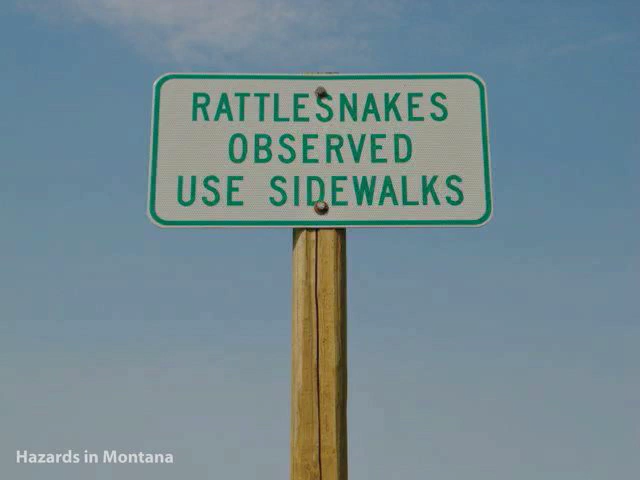 RATTLESNAKES
OBSERVED
USE SIDEWALKS
Hazards in Montana